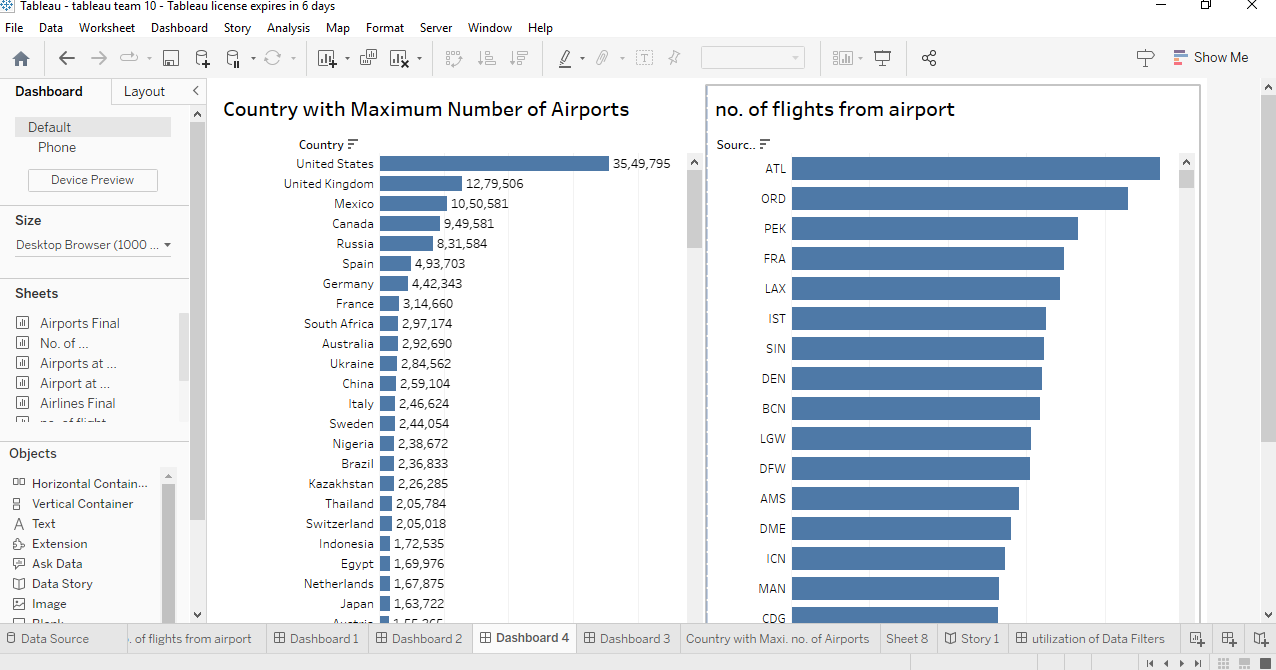 Tableau - tableau team 10 - Tableau license expires in 6 days
File Data Worksheet Dashboard Story Analysis Map Format Server Window Help
Show Me
Dashboard Layout
Default
Phone
Device Preview
Size
Desktop Browser (1000 ...
Sheets
Airports Final
No. of ...
Airports at ...
Airport at ...
Airlines Final
no. of flight
Objects
Horizontal Contain...
Vertical Container
Text
Extension
Ask Data
Data Story
Image
Country with Maximum Number of Airports
Country
United States 35,49,795
United Kingdom 12,79,506
Mexico 10,50,581
Canada 9,49,581
Russia 8,31,584
Spain 4,93,703
Germany 4,42,343
France 3,14,660
South Africa 2,97,174
Australia 2,92,690
Ukraine 2,84,562
China 2,59,104
Italy 2,46,624
Sweden 2,44,054
Nigeria 2,38,672
Brazil 2,36,833
Kazakhstan 2,26,285
Thailand 2,05,784
Switzerland 2,05,018
Indonesia 1,72,535
Egypt 1,69,976
Netherlands 1,67,875
Japan 1,63,722
no. of flights from airport
Sourc..
ATL
ORD
PEK
FRA
LAX
IST
SIN
DEN
BCN
LGW
DFW
AMS
DME
ICN
MAN
CDG
Data Source . of flights from airport Dashboard 1 Dashboard 2 Dashboard 4 Dashboard 3 Country with Maxi. no. of Airports Sheet 8 Story 1 utilization of Data Filters